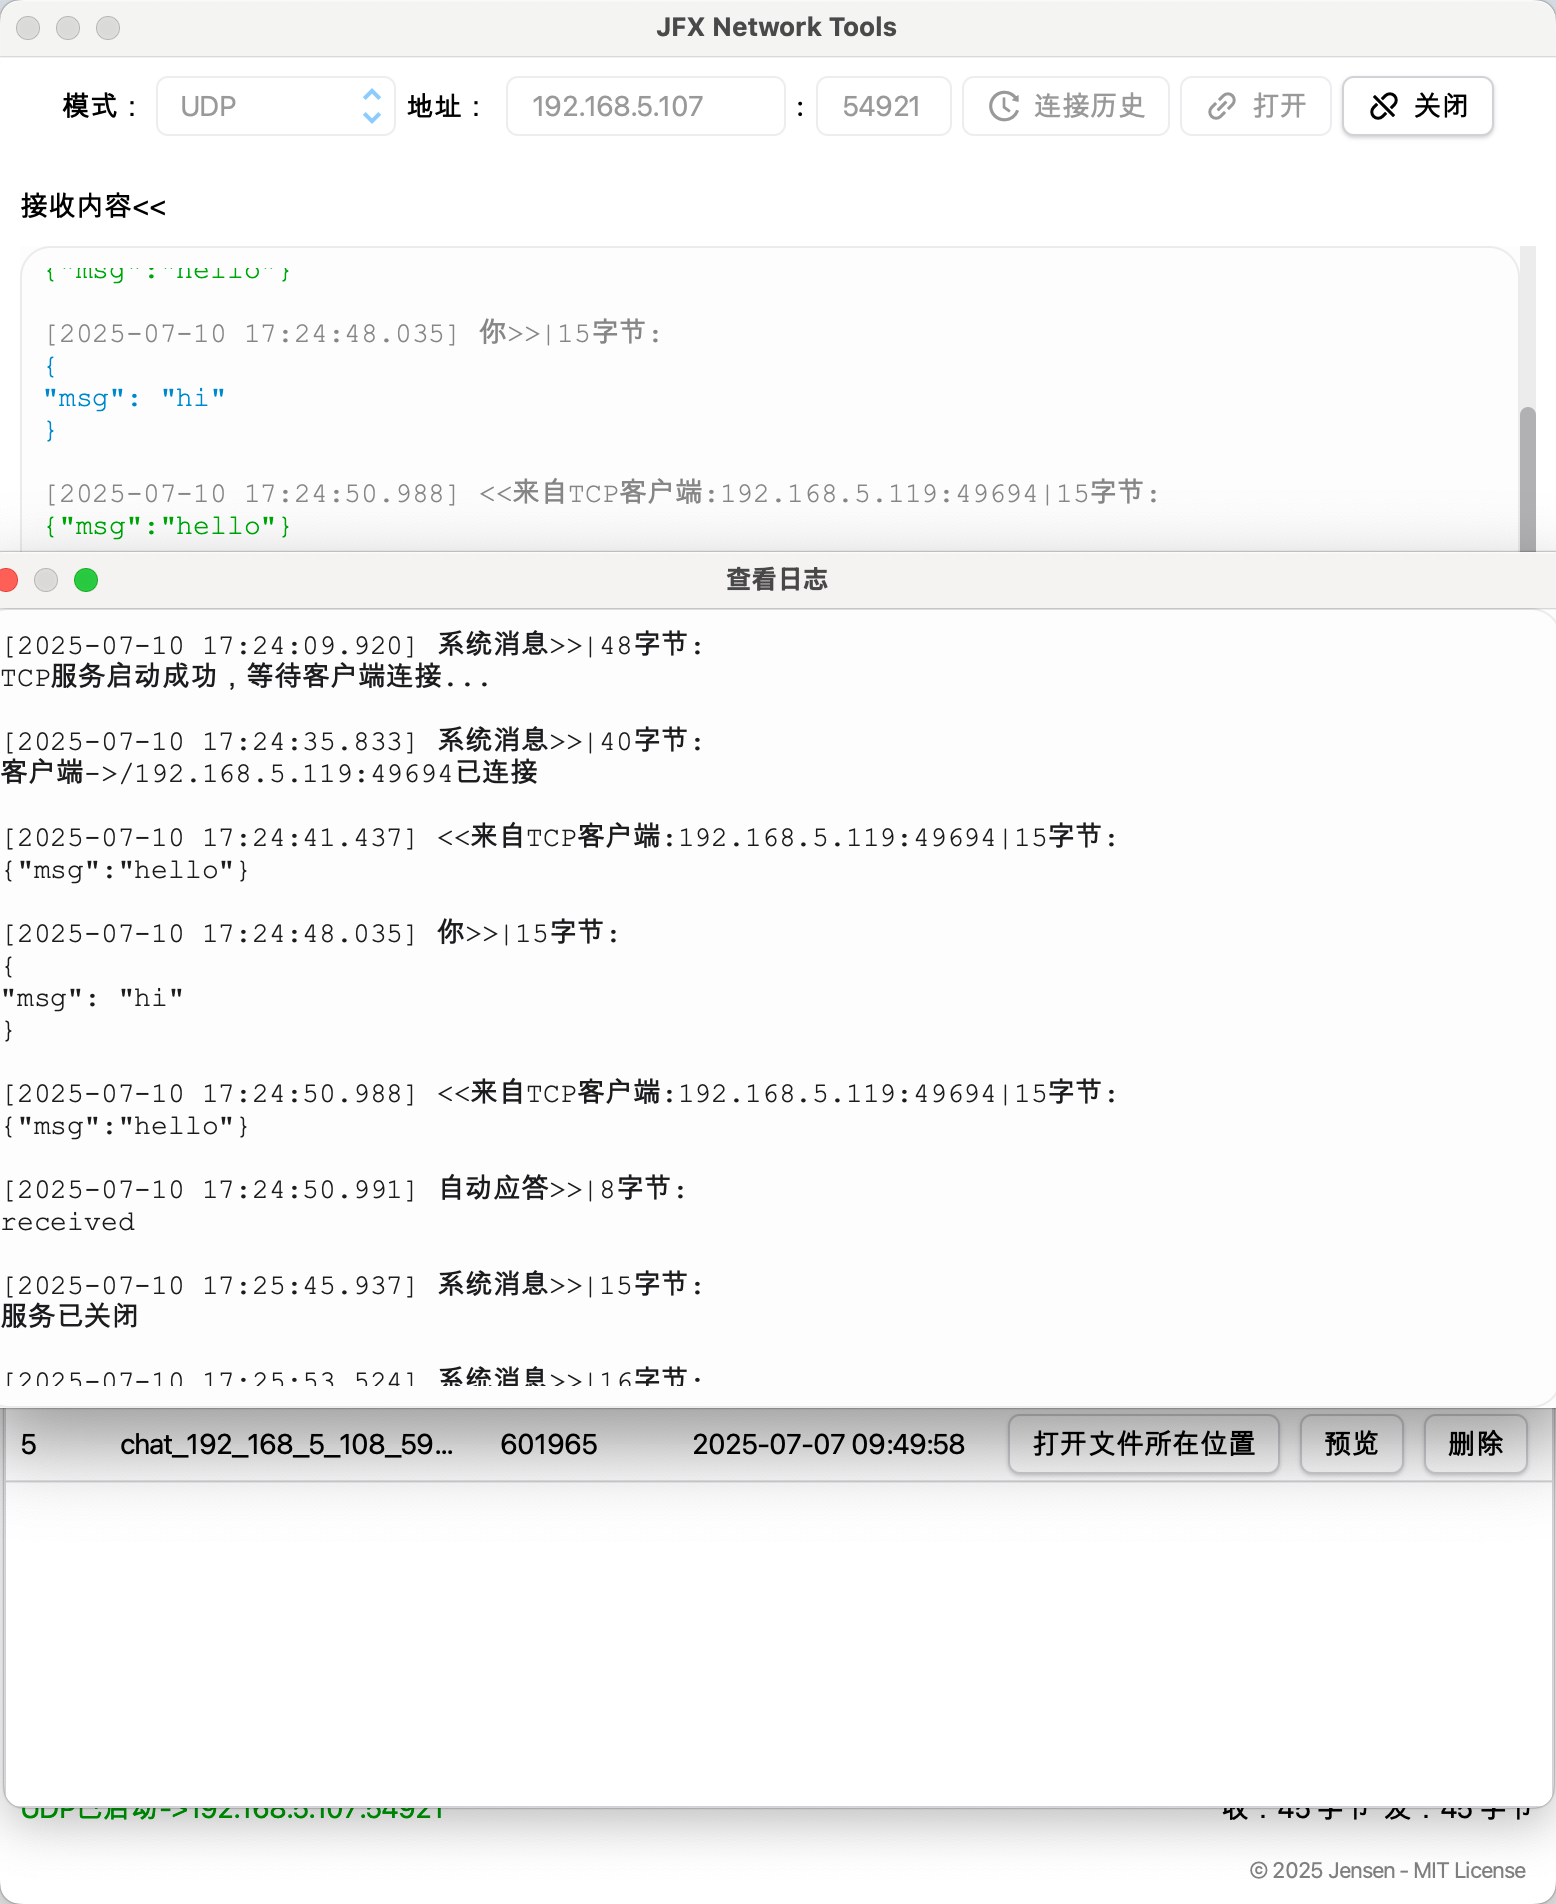 JFX Network Tools
模式： UDP 地址： 192.168.5.107 : 54921 连接历史 打开 关闭
接收内容<<
{"msg":"hello"}
[2025-07-10 17:24:48.035] 你>>|15字节:
{
"msg": "hi"
}
[2025-07-10 17:24:50.988] <<来自TCP客户端:192.168.5.119:49694|15字节:
{"msg":"hello"}
查看日志
[2025-07-10 17:24:09.920] 系统消息>>|48字节:
TCP服务启动成功，等待客户端连接...
[2025-07-10 17:24:35.833] 系统消息>>|40字节:
客户端->/192.168.5.119:49694已连接
[2025-07-10 17:24:41.437] <<来自TCP客户端:192.168.5.119:49694|15字节:
{"msg":"hello"}
[2025-07-10 17:24:48.035] 你>>|15字节:
{
"msg": "hi"
}
[2025-07-10 17:24:50.988] <<来自TCP客户端:192.168.5.119:49694|15字节:
{"msg":"hello"}
[2025-07-10 17:24:50.991] 自动应答>>|8字节:
received
[2025-07-10 17:25:45.937] 系统消息>>|15字节:
服务已关闭
[2025-07-10 17:25:53.524] 系统消息>>|16字节:
5 chat_192_168_5_108_59... 601965 2025-07-07 09:49:58 打开文件所在位置 预览 删除
UDP已启动->192.168.5.107:54921 收：45 字节 发：45 字节
© 2025 Jensen - MIT License